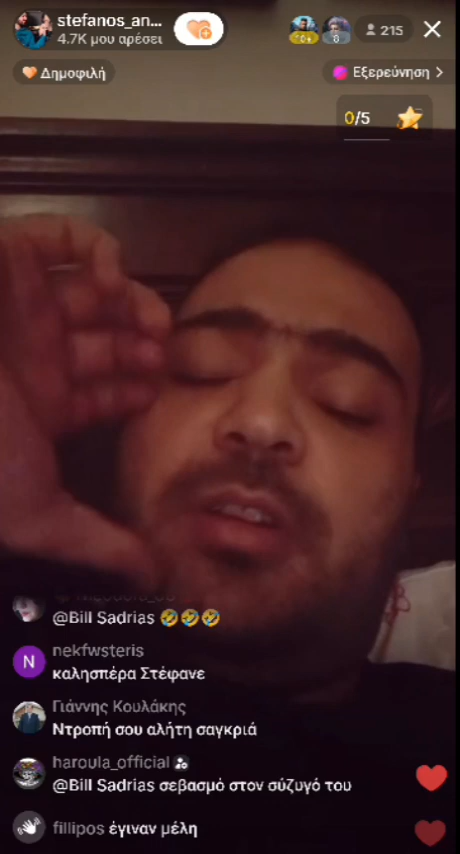 stefanos_an...
4.7K μου αρέσει
215
Δημοφιλή
Εξερεύνηση >
0/5
@Bill Sadrias 🤣🤣🤣
N
nekfwsteris
καλησπέρα Στέφανε
Γιάννης Κουλάκης
Ντροπή σου αλήτη σαγκριά
haroula_official
@Bill Sadrias σεβασμό στον σύζυγό του
fillipos έγιναν μέλη